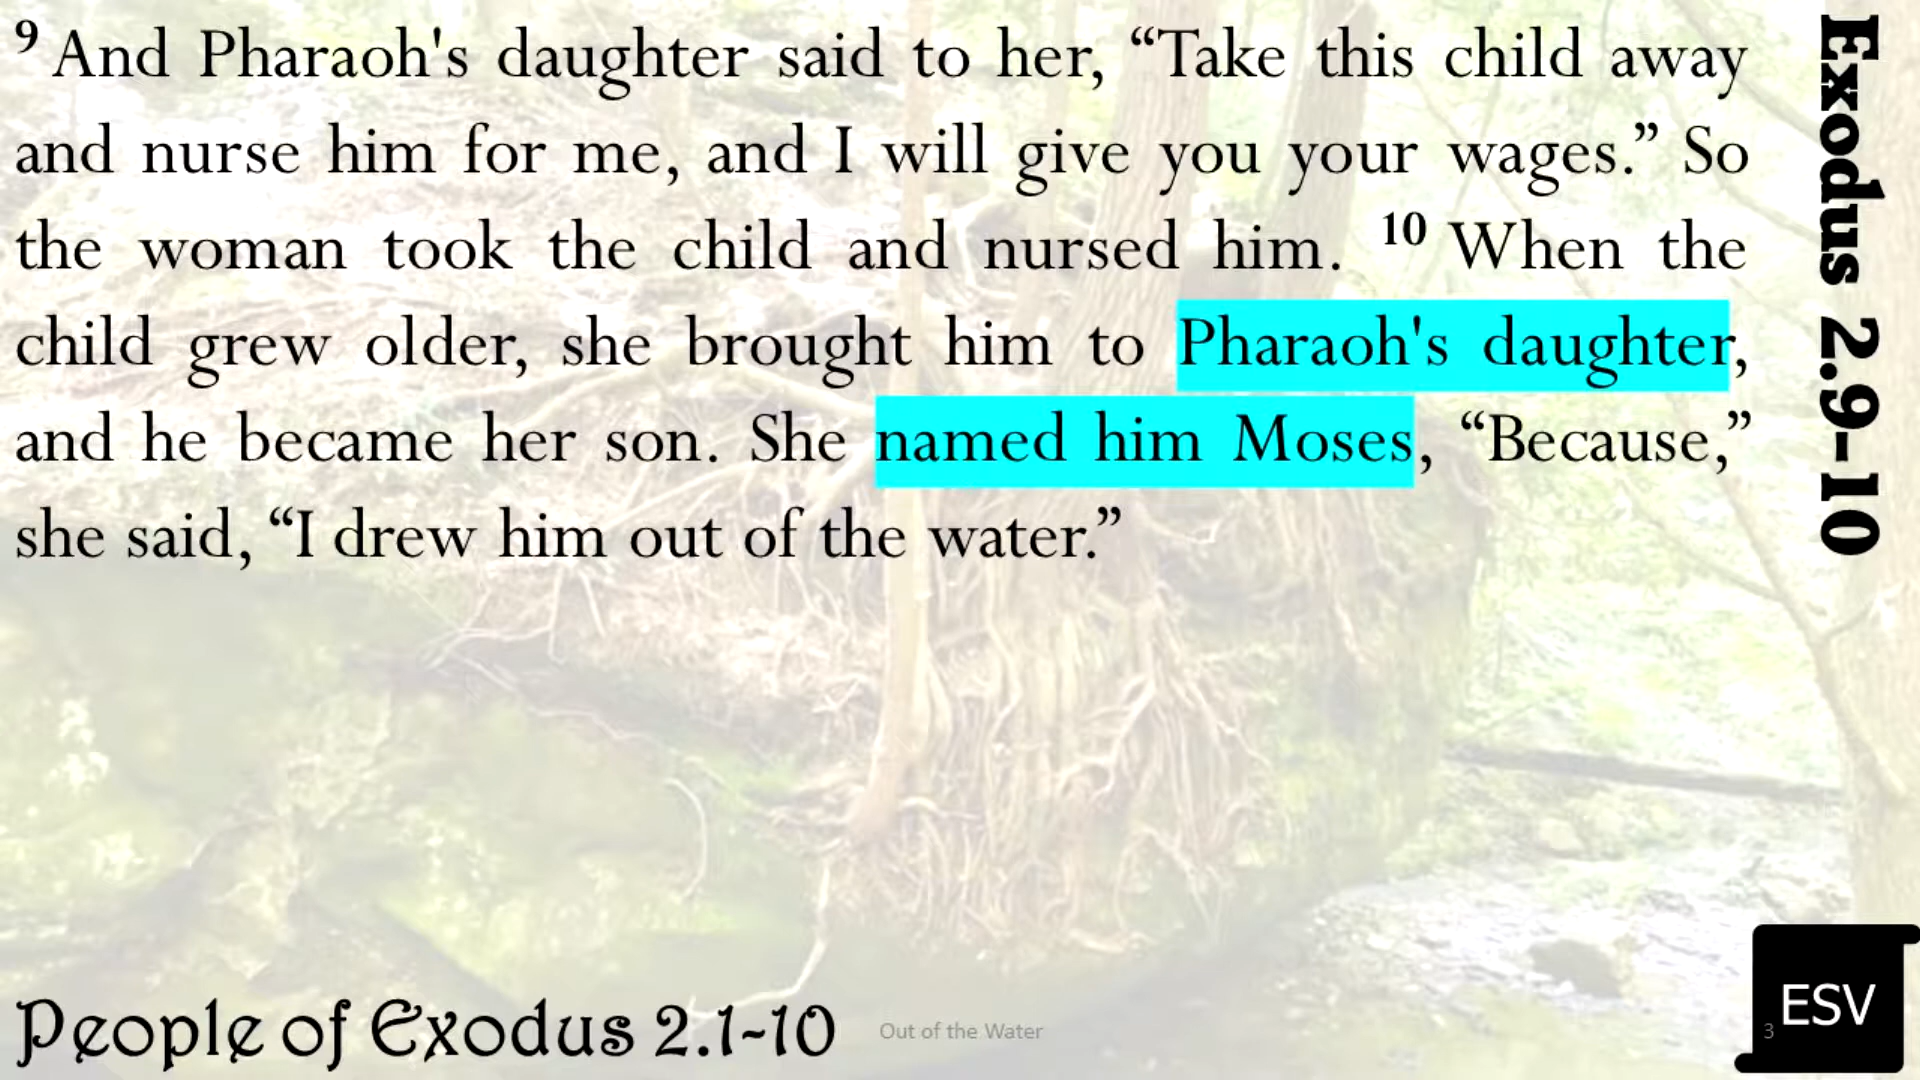 9 And Pharaoh's daughter said to her, “Take this child away
and nurse him for me, and I will give you your wages.” So
the woman took the child and nursed him. 10 When the
child grew older, she brought him to Pharaoh's daughter,
and he became her son. She named him Moses, “Because,”
she said, “I drew him out of the water.”
Exodus 2.9-10
People of Exodus 2.1-10
Out of the Water
3
ESV